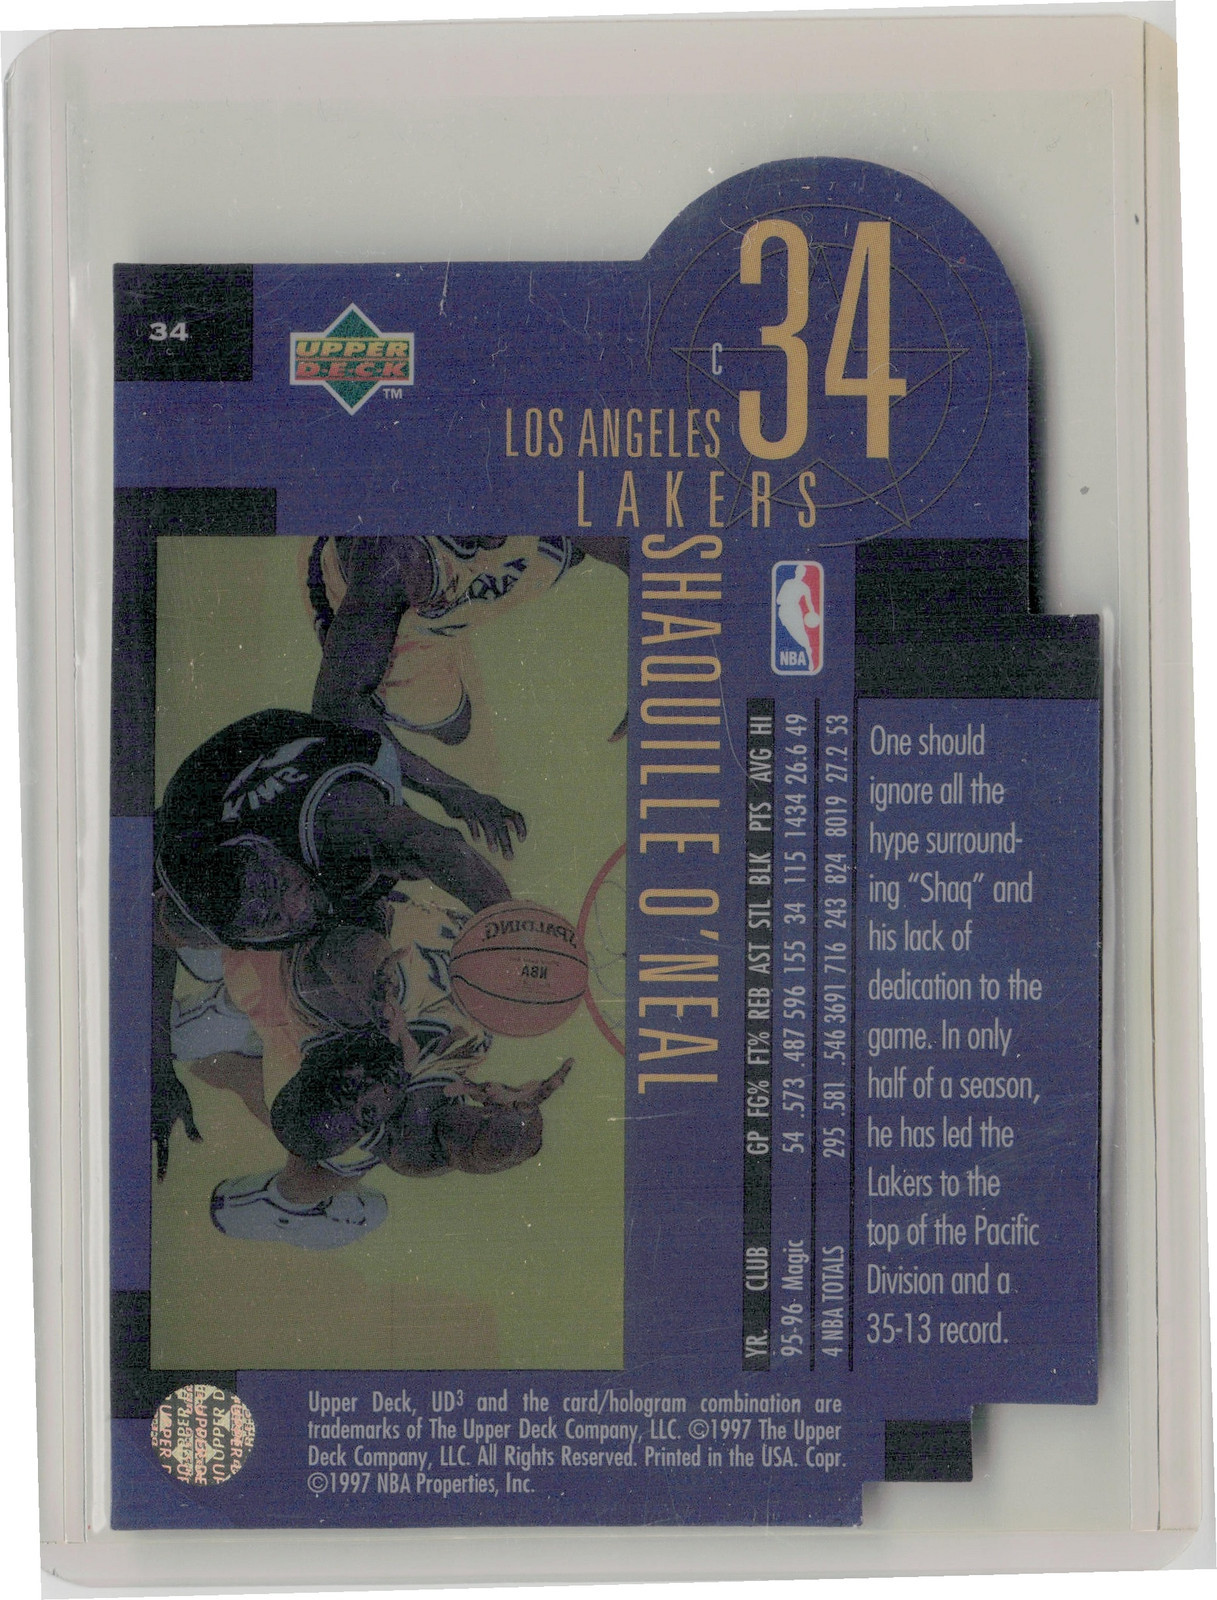 34
UPPER
DECK
TM
34
C
LOS ANGELES
LAKERS
SHAQUILLE O'NEAL
NBA
SPALDING
NBA
YR. CLUB GP FG% FT% REB AST STL BLK PTS AVG HI
95-96 Magic 54 .573 .487 596 155 34 115 1434 26.6 49
4 NBA TOTALS 295 .581 .546 3691 716 243 824 8019 27.2 53
One should
ignore all the
hype surround-
ing "Shaq" and
his lack of
dedication to the
game. In only
half of a season,
he has led the
Lakers to the
top of the Pacific
Division and a
35-13 record.
UPPER D
UPPER
Upper Deck, UD³ and the card/hologram combination are
trademarks of The Upper Deck Company, LLC. ©1997 The Upper
Deck Company, LLC. All Rights Reserved. Printed in the USA. Copr.
©1997 NBA Properties, Inc.